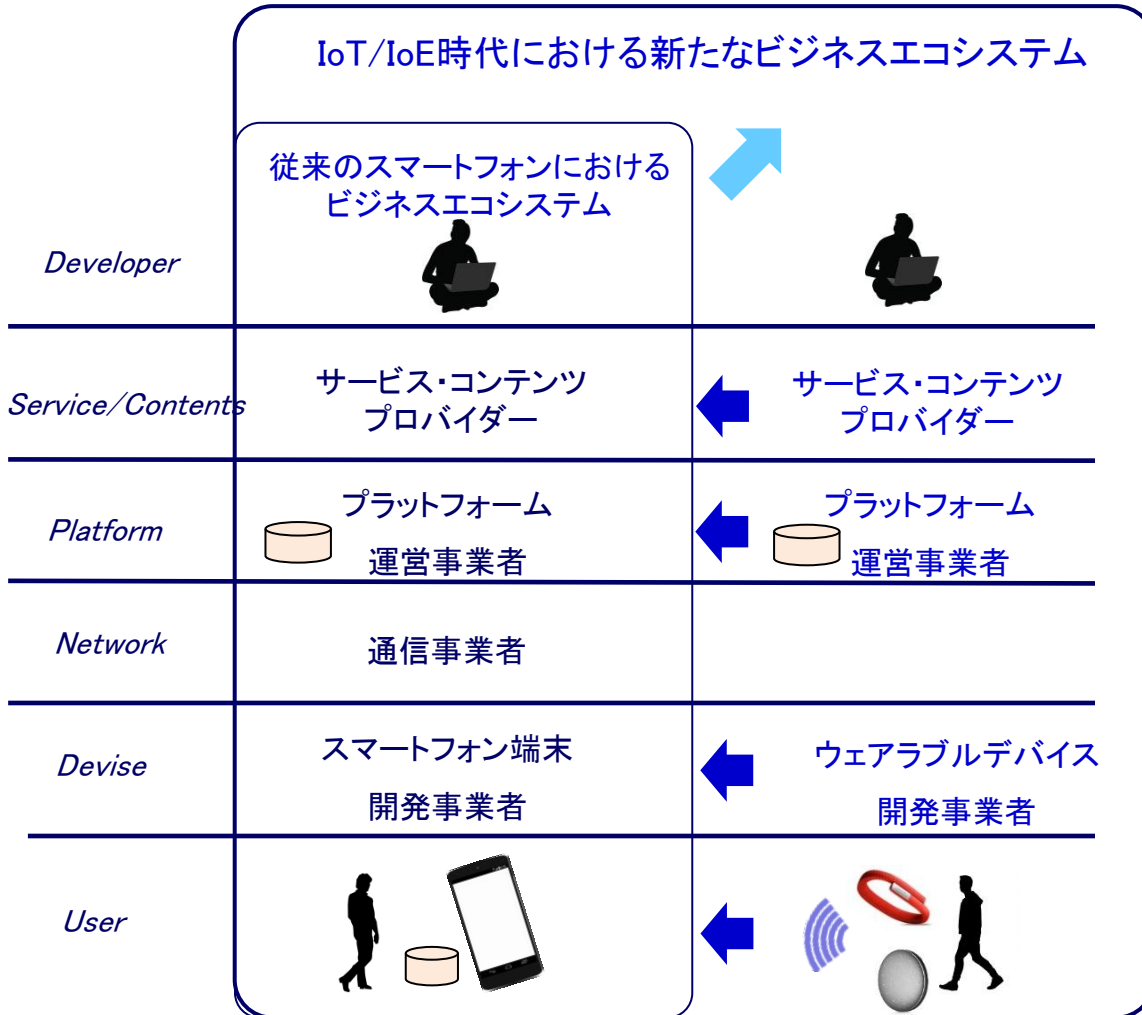 IoT/IoE時代における新たなビジネスエコシステム
従来のスマートフォンにおける
ビジネスエコシステム
Developer
Service/Contents
サービス・コンテンツ
プロバイダー
サービス・コンテンツ
プロバイダー
Platform
プラットフォーム
運営事業者
プラットフォーム
運営事業者
Network
通信事業者
Devise
スマートフォン端末
開発事業者
ウェアラブルデバイス
開発事業者
User